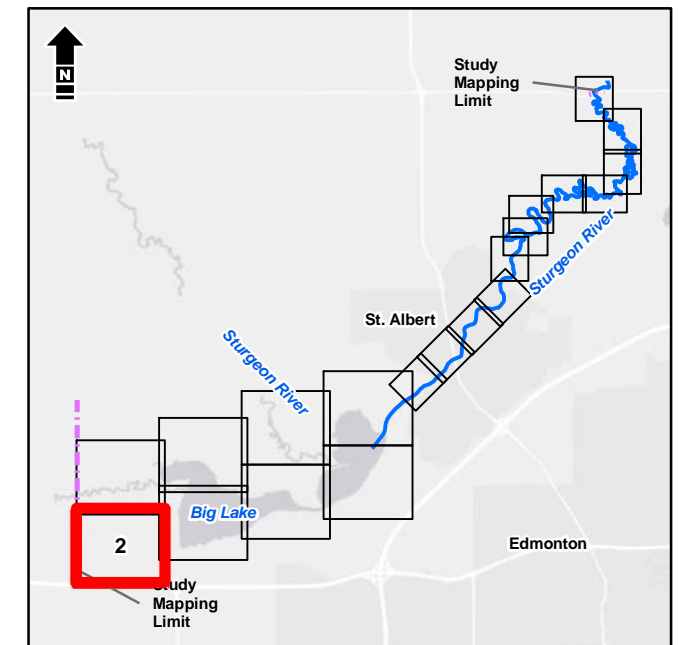 N
Study
Mapping
Limit
Sturgeon River
St. Albert
Sturgeon River
Big Lake
2
Edmonton
Study
Mapping
Limit